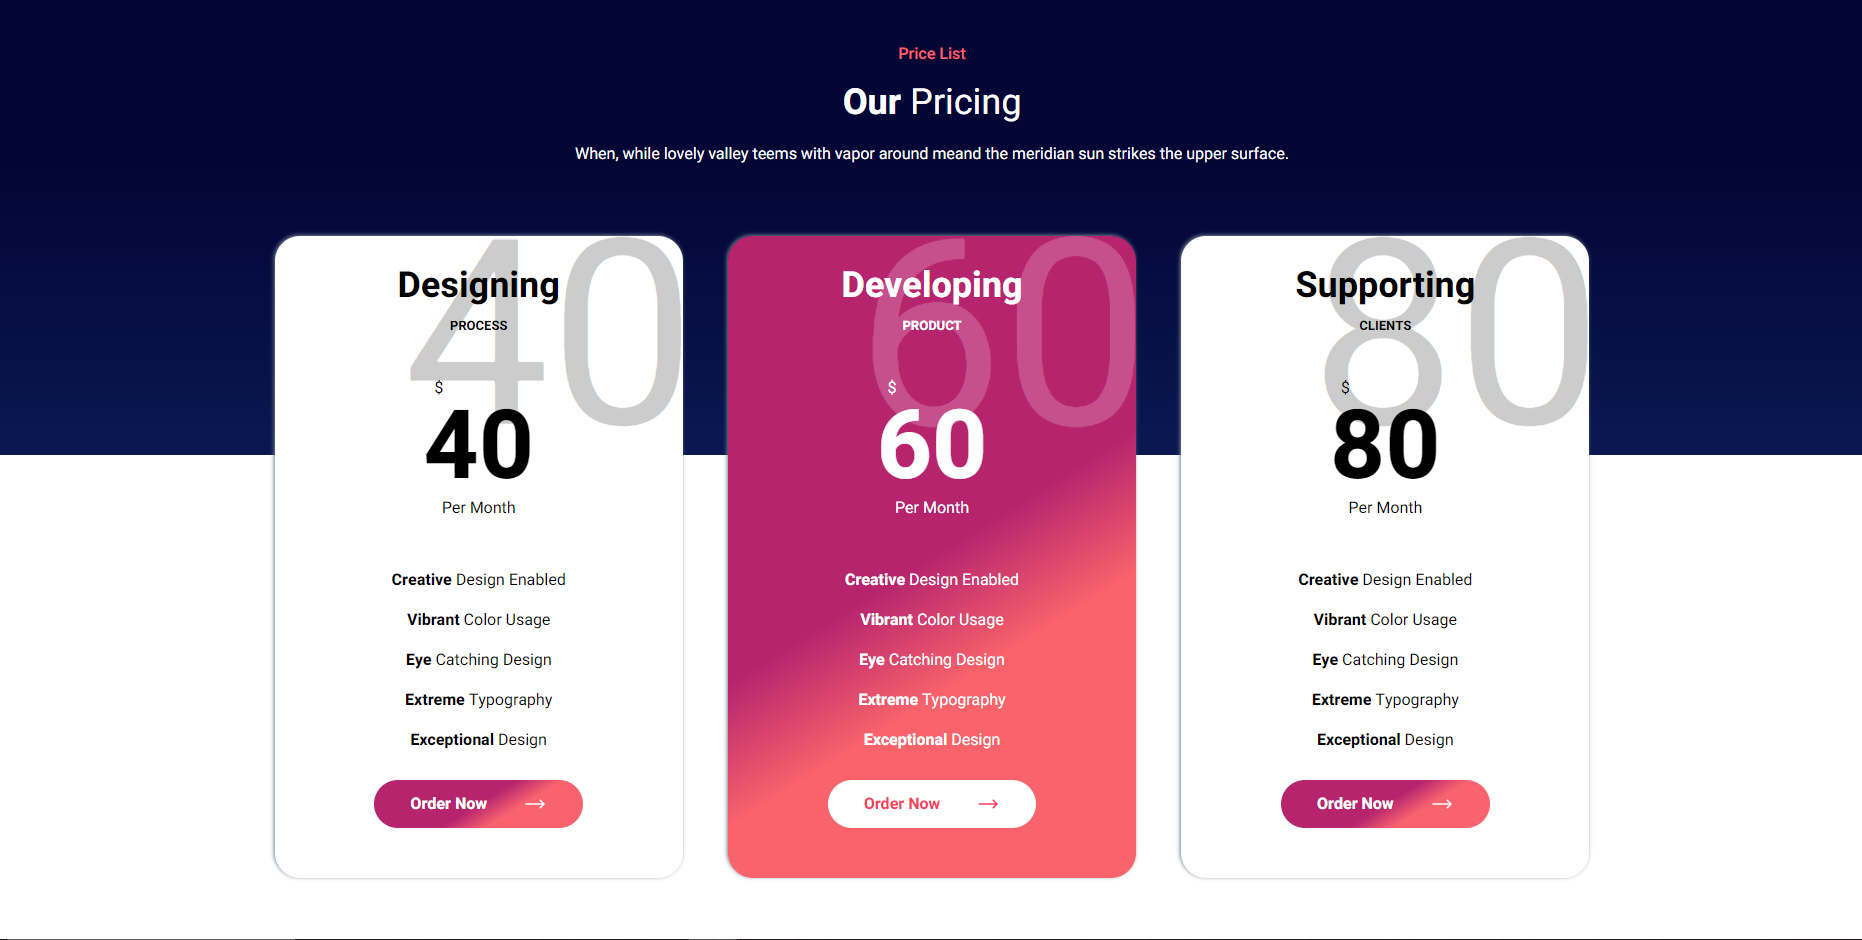 Price List
Our Pricing
When, while lovely valley teems with vapor around meand the meridian sun strikes the upper surface.
40
Designing
PROCESS
$
40
Per Month
Creative Design Enabled
Vibrant Color Usage
Eye Catching Design
Extreme Typography
Exceptional Design
Order Now
60
Developing
PRODUCT
$
60
Per Month
Creative Design Enabled
Vibrant Color Usage
Eye Catching Design
Extreme Typography
Exceptional Design
Order Now
80
Supporting
CLIENTS
$
80
Per Month
Creative Design Enabled
Vibrant Color Usage
Eye Catching Design
Extreme Typography
Exceptional Design
Order Now